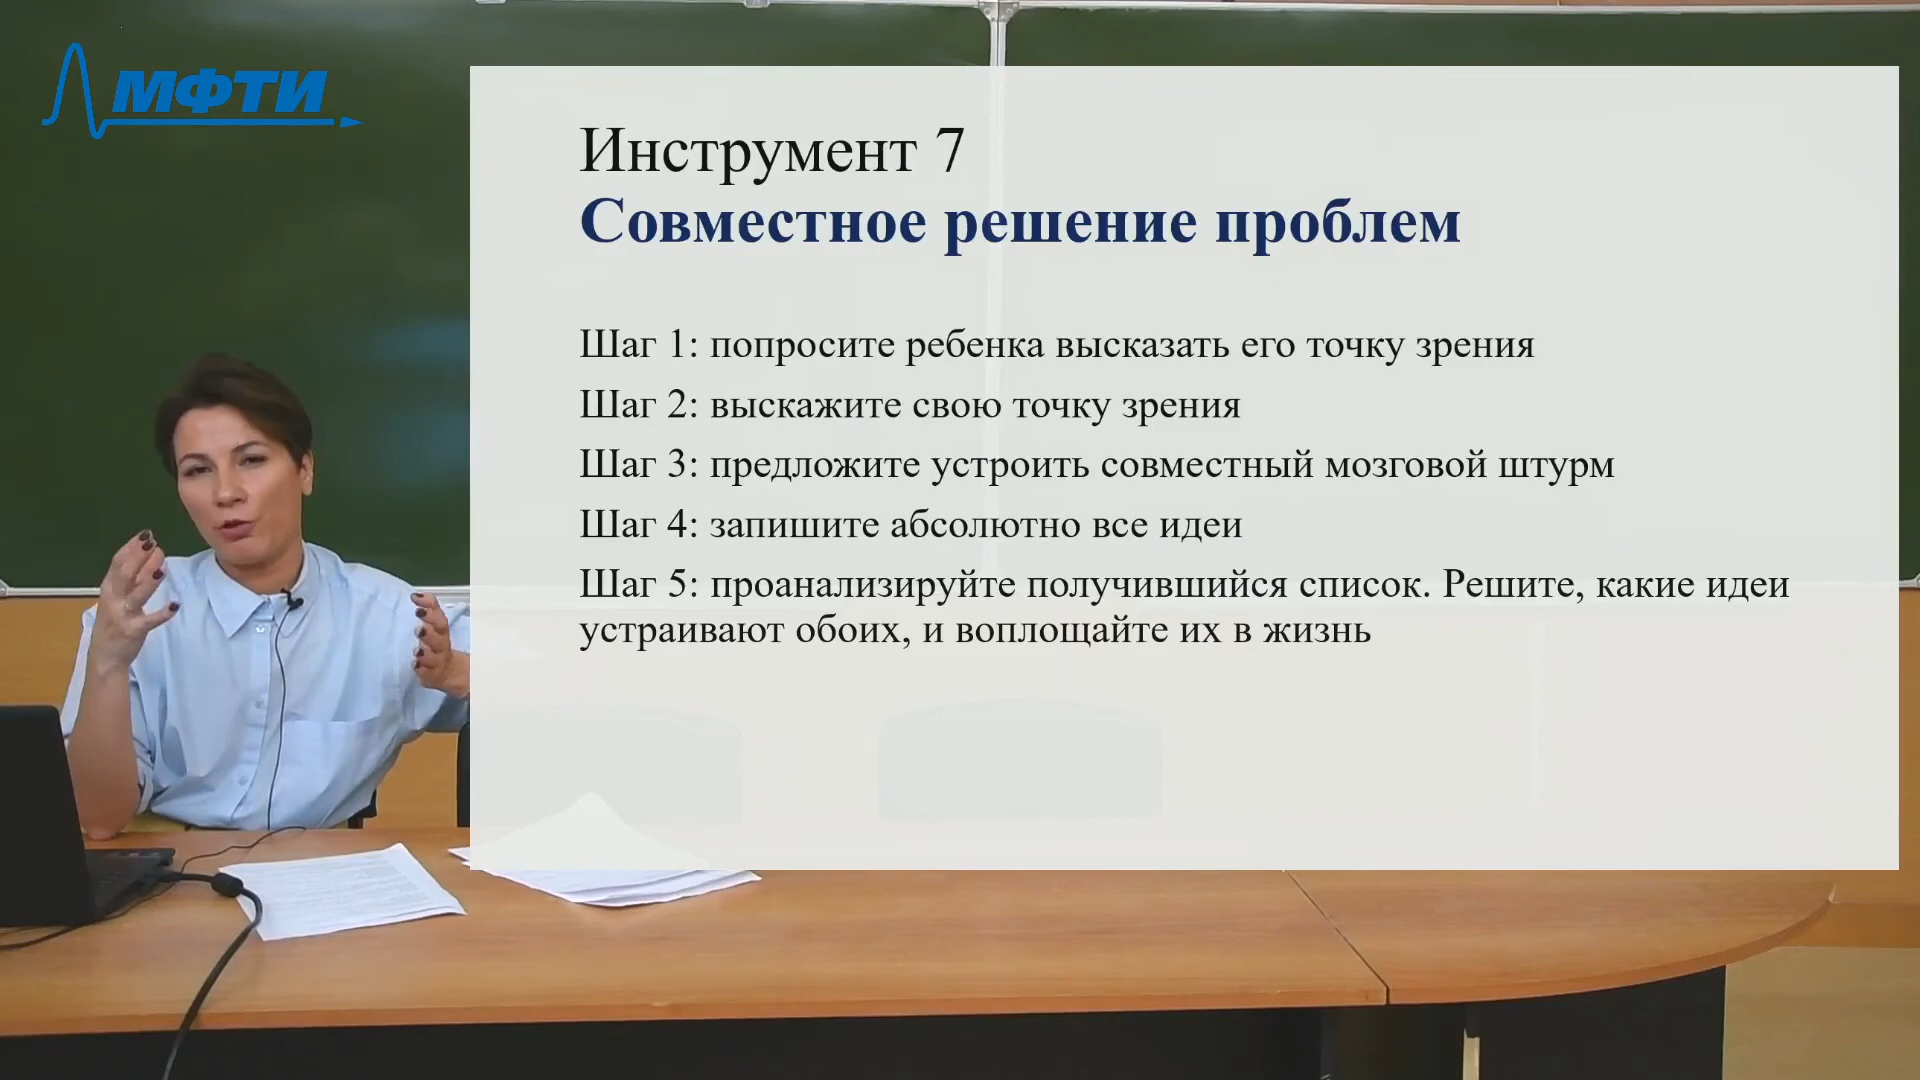 МФТИ
Инструмент 7
Совместное решение проблем
Шаг 1: попросите ребенка высказать его точку зрения
Шаг 2: выскажите свою точку зрения
Шаг 3: предложите устроить совместный мозговой штурм
Шаг 4: запишите абсолютно все идеи
Шаг 5: проанализируйте получившийся список. Решите, какие идеи
устраивают обоих, и воплощайте их в жизнь